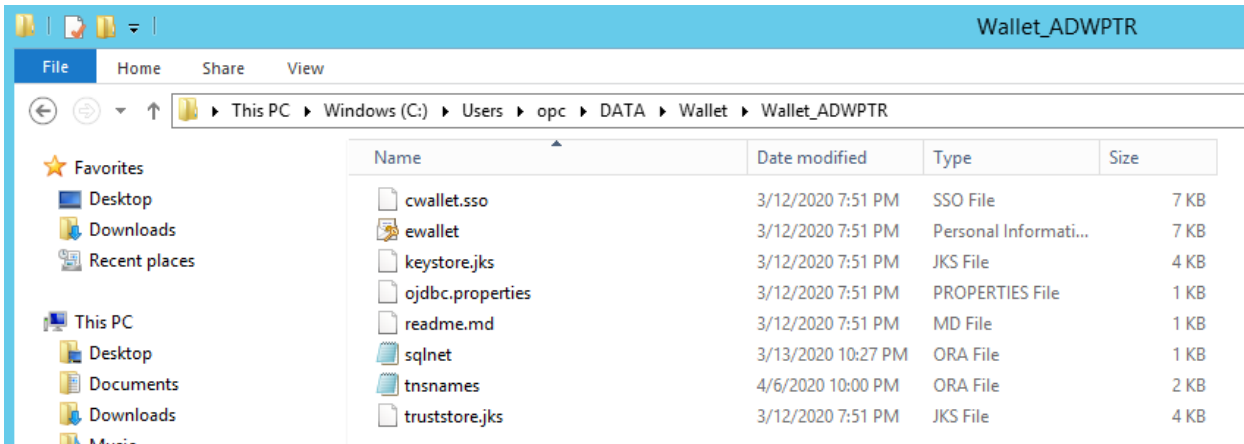 Wallet_ADWPTR
File Home Share View
This PC Windows (C:) Users opc DATA Wallet Wallet_ADWPTR
Favorites
Desktop
Downloads
Recent places
This PC
Desktop
Documents
Downloads
Music
Name Date modified Type Size
cwallet.sso 3/12/2020 7:51 PM SSO File 7 KB
ewallet 3/12/2020 7:51 PM Personal Informati... 7 KB
keystore.jks 3/12/2020 7:51 PM JKS File 4 KB
ojdbc.properties 3/12/2020 7:51 PM PROPERTIES File 1 KB
readme.md 3/12/2020 7:51 PM MD File 1 KB
sqlnet 3/13/2020 10:27 PM ORA File 1 KB
tnsnames 4/6/2020 10:00 PM ORA File 2 KB
truststore.jks 3/12/2020 7:51 PM JKS File 4 KB